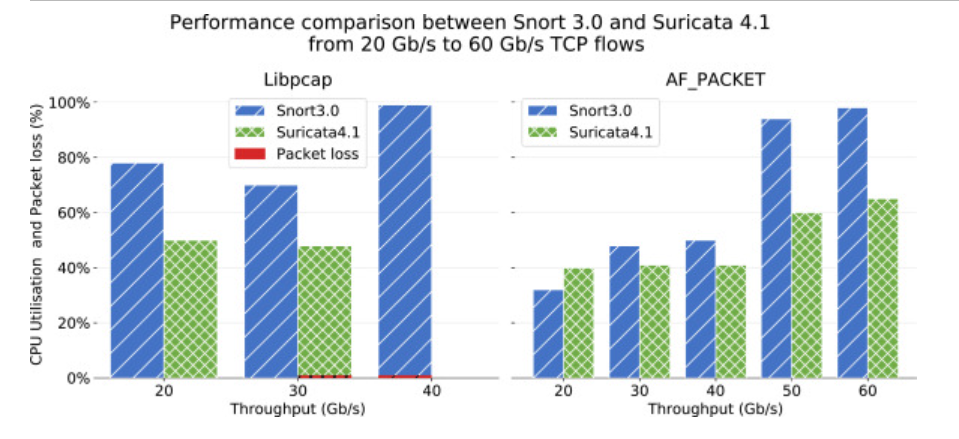 Performance comparison between Snort 3.0 and Suricata 4.1
from 20 Gb/s to 60 Gb/s TCP flows
Libpcap
CPU Utilisation and Packet loss (%)
100%
80%
60%
40%
20%
0%
Snort3.0
Suricata4.1
Packet loss
20 30 40
Throughput (Gb/s)
AF_PACKET
Snort3.0
Suricata4.1
20 30 40 50 60
Throughput (Gb/s)